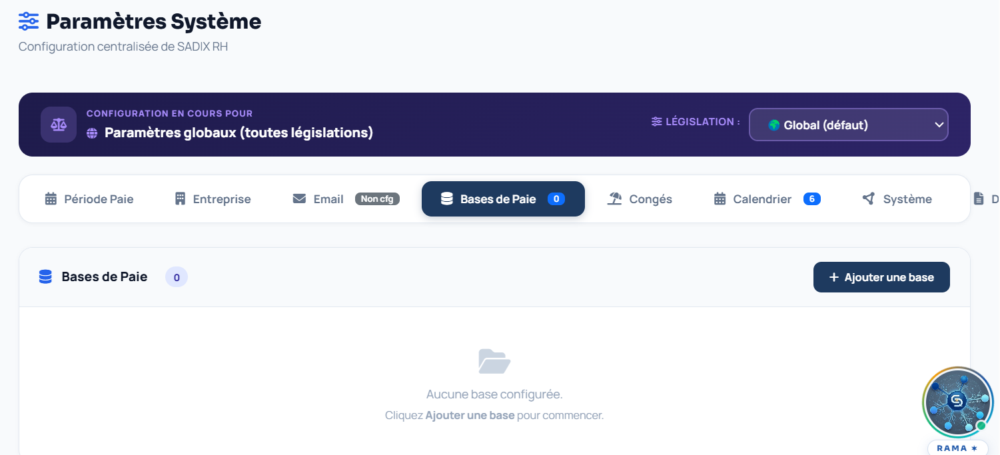 Paramètres Système
Configuration centralisée de SADIX RH
CONFIGURATION EN COURS POUR
Paramètres globaux (toutes législations)
LÉGISLATION :
Global (défaut)
Période Paie
Entreprise
Email Non cfg
Bases de Paie 0
Congés
Calendrier 6
Système
D
Bases de Paie 0
+ Ajouter une base
Aucune base configurée.
Cliquez Ajouter une base pour commencer.
RAMA